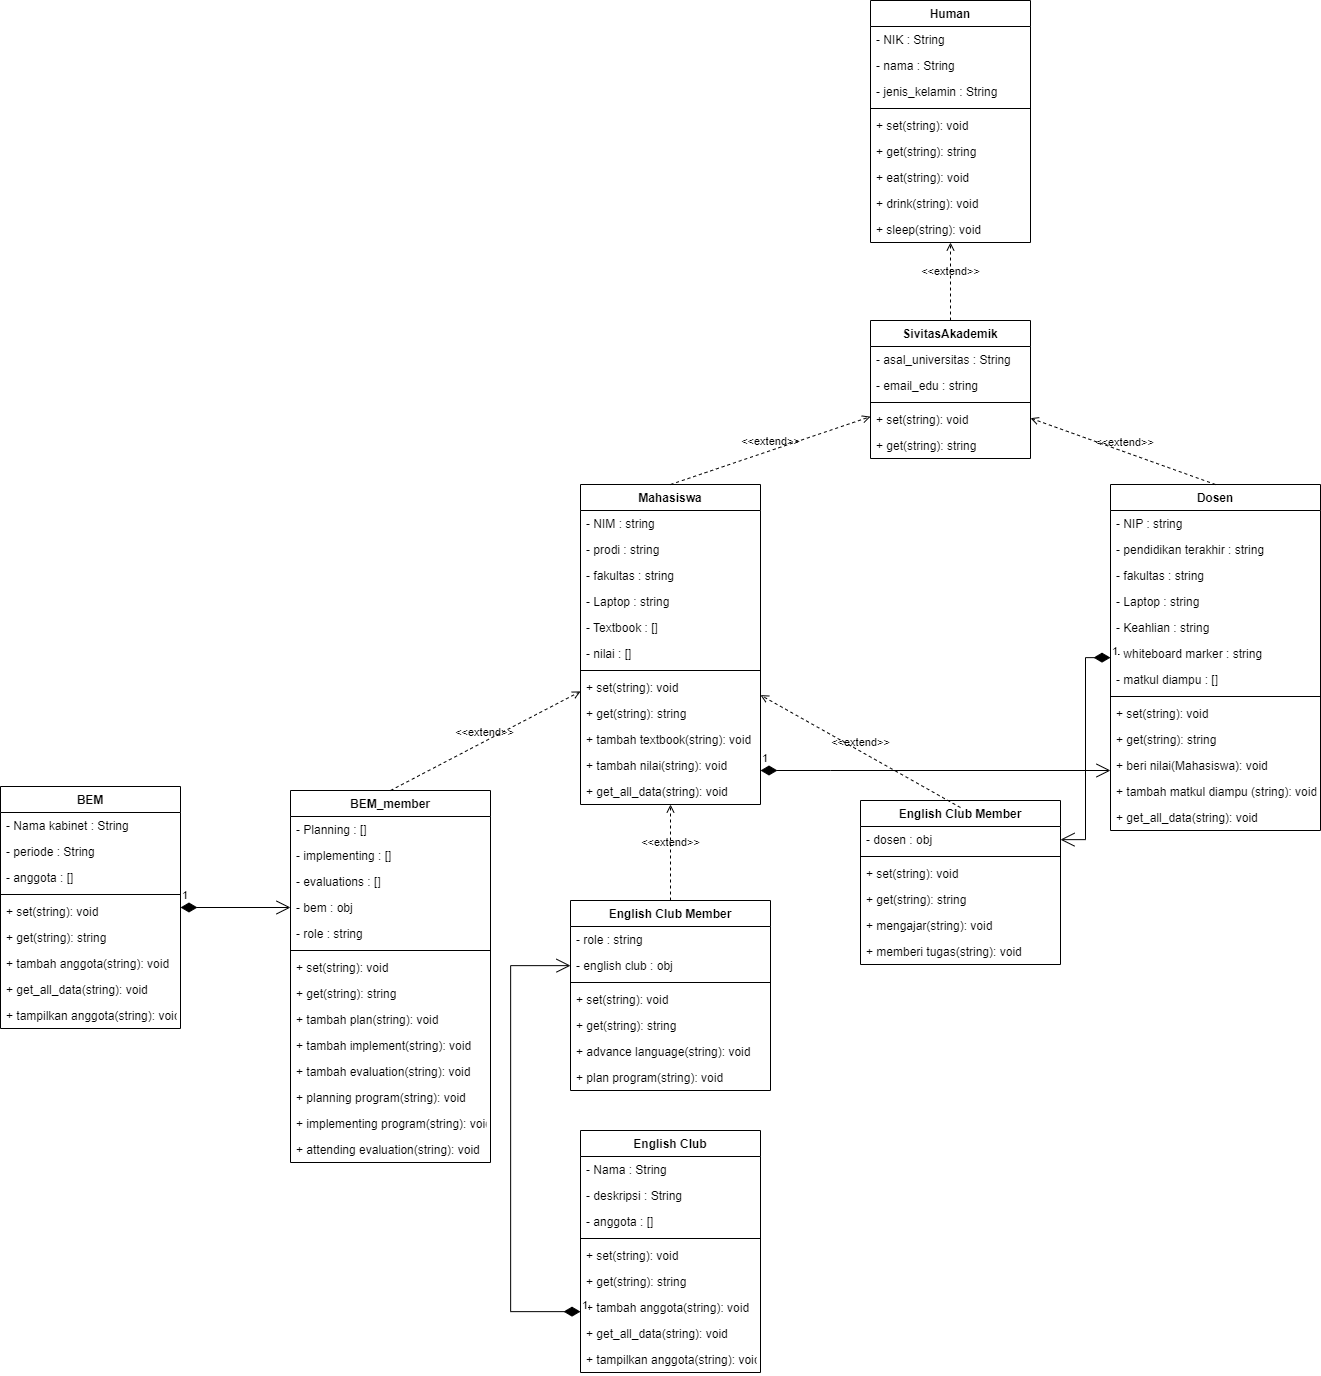 Human
- NIK : String
- nama : String
- jenis_kelamin : String
+ set(string): void
+ get(string): string
+ eat(string): void
+ drink(string): void
+ sleep(string): void
<<extend>>
SivitasAkademik
- asal_universitas : String
- email_edu : string
+ set(string): void
+ get(string): string
<<extend>>
<<extend>>
Mahasiswa
- NIM : string
- prodi : string
- fakultas : string
- Laptop : string
- Textbook : []
- nilai : []
+ set(string): void
+ get(string): string
+ tambah textbook(string): void
+ tambah nilai(string): void
+ get_all_data(string): void
1
Dosen
- NIP : string
- pendidikan terakhir : string
- fakultas : string
- Laptop : string
- Keahlian : string
1
- whiteboard marker : string
- matkul diampu : []
+ set(string): void
+ get(string): string
+ beri nilai(Mahasiswa): void
+ tambah matkul diampu (string): void
+ get_all_data(string): void
<<extend>>
<<extend>>
<<extend>>
BEM
- Nama kabinet : String
- periode : String
- anggota : []
1
+ set(string): void
+ get(string): string
+ tambah anggota(string): void
+ get_all_data(string): void
+ tampilkan anggota(string): void
BEM_member
- Planning : []
- implementing : []
- evaluations : []
- bem : obj
- role : string
+ set(string): void
+ get(string): string
+ tambah plan(string): void
+ tambah implement(string): void
+ tambah evaluation(string): void
+ planning program(string): void
+ implementing program(string): void
+ attending evaluation(string): void
English Club Member
- dosen : obj
+ set(string): void
+ get(string): string
+ mengajar(string): void
+ memberi tugas(string): void
English Club Member
- role : string
- english club : obj
+ set(string): void
+ get(string): string
+ advance language(string): void
+ plan program(string): void
English Club
- Nama : String
- deskripsi : String
- anggota : []
+ set(string): void
+ get(string): string
1
+ tambah anggota(string): void
+ get_all_data(string): void
+ tampilkan anggota(string): void